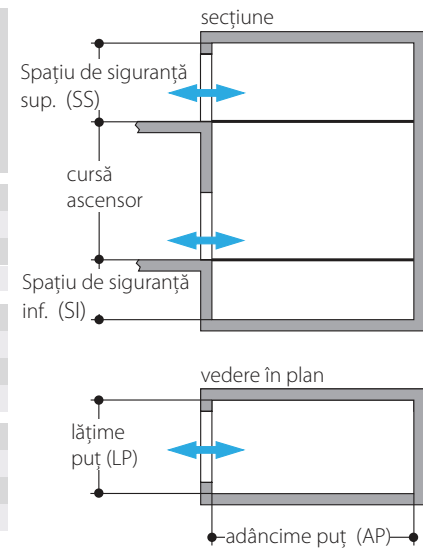 secțiune
Spațiu de siguranță
sup. (SS)
cursă
ascensor
Spațiu de siguranță
inf. (SI)
vedere în plan
lățime
puț (LP)
adâncime puț (AP)